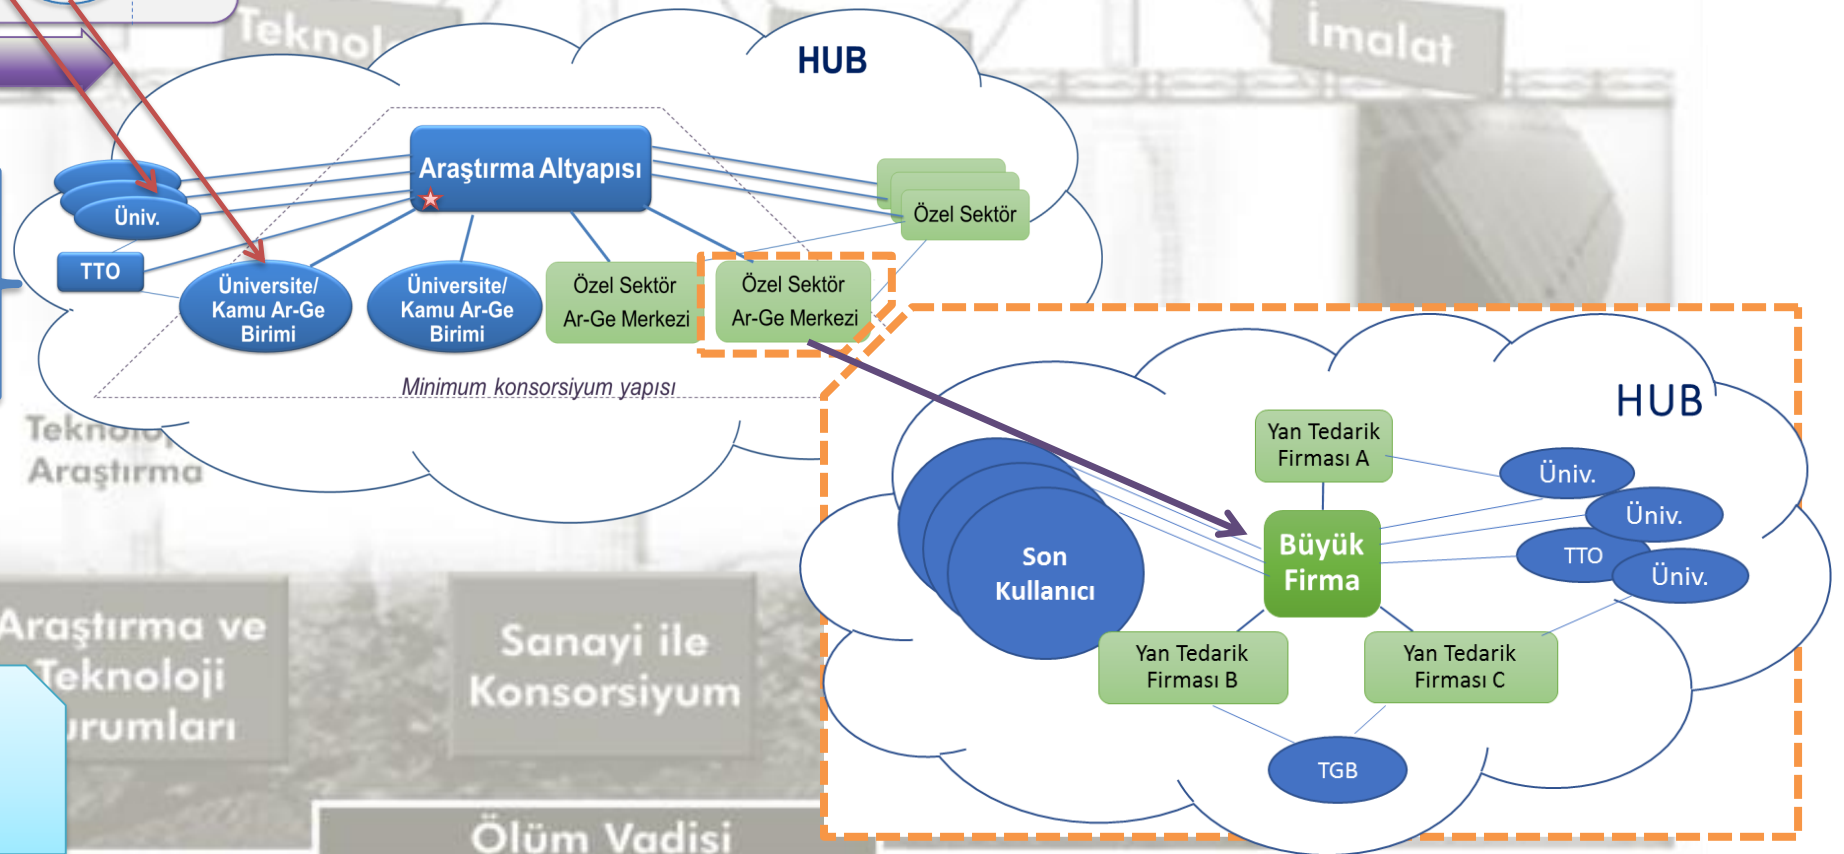 HUB
İmalat
Araştırma Altyapısı
Üniv.
TTO
Özel Sektör
Üniversite/
Kamu Ar-Ge
Birimi
Üniversite/
Kamu Ar-Ge
Birimi
Özel Sektör
Ar-Ge Merkezi
Özel Sektör
Ar-Ge Merkezi
Minimum konsorsiyum yapısı
Araştırma
HUB
Yan Tedarik
Firması A
Üniv.
Üniv.
TTO
Üniv.
Büyük
Firma
Son
Kullanıcı
Yan Tedarik
Firması B
Yan Tedarik
Firması C
TGB
Araştırma ve
Teknoloji
Sanayi ile
Konsorsiyum
Ölüm Vadisi